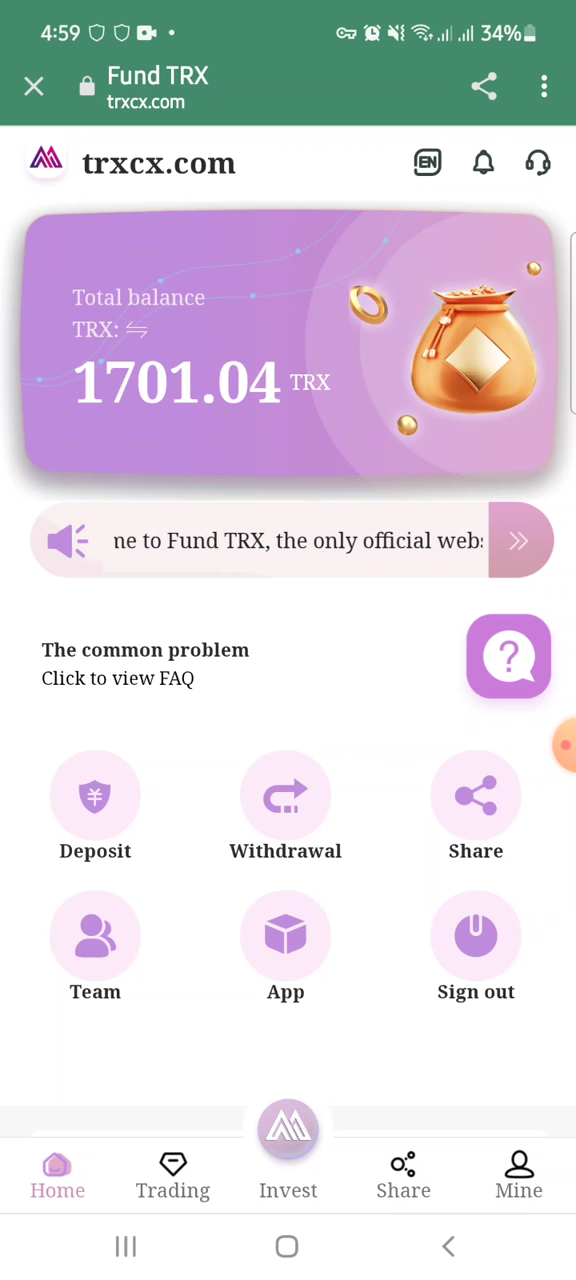 4:59
34%
Fund TRX
trxcx.com
trxcx.com
EN
Total balance
TRX:
1701.04 TRX
ne to Fund TRX, the only official webs
The common problem
Click to view FAQ
?
¥
Deposit Withdrawal Share
Team App Sign out
Home Trading Invest Share Mine